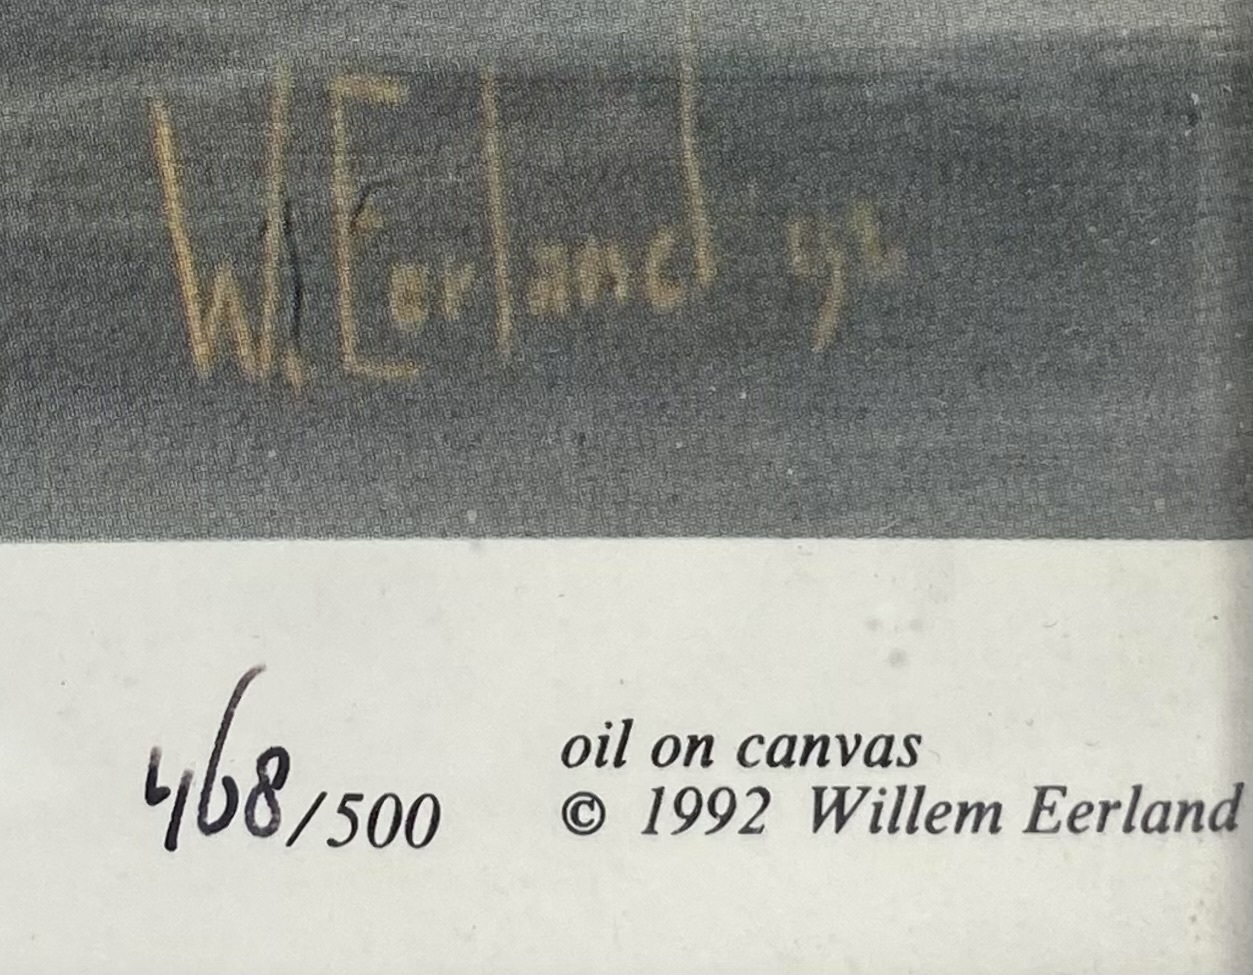 W. Eerland 92
468/500
oil on canvas
© 1992 Willem Eerland